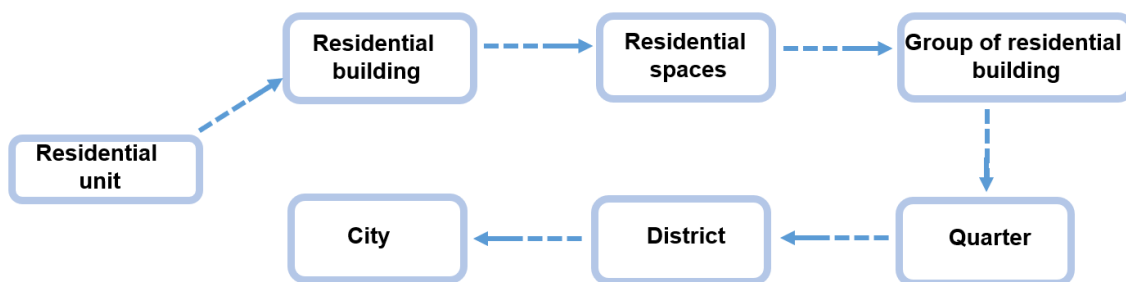 Residential
unit
Residential
building
Residential
spaces
Group of residential
building
Quarter
District
City